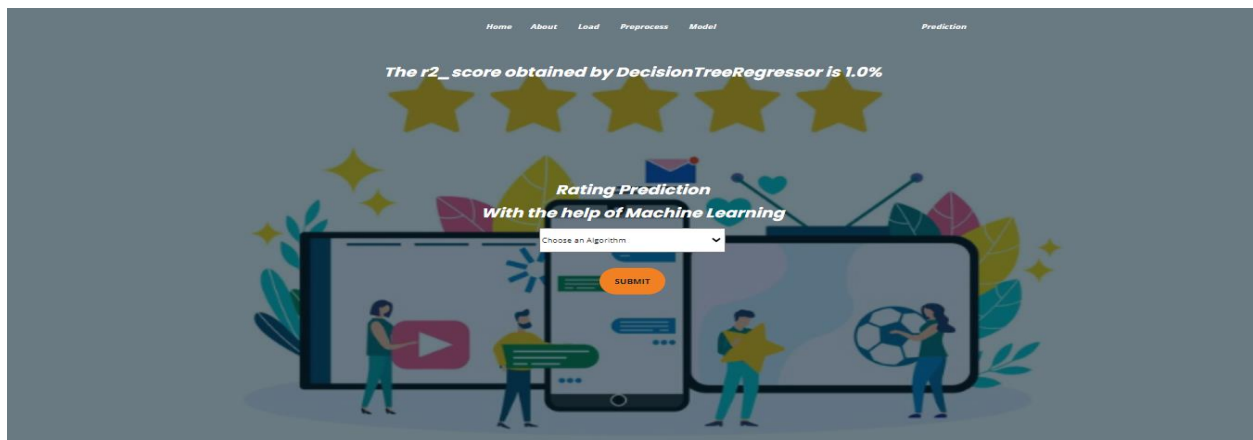 Home About Load Preprocess Model Prediction
The r2_score obtained by DecisionTreeRegressor is 1.0%
Rating Prediction
With the help of Machine Learning
Choose an Algorithm
SUBMIT